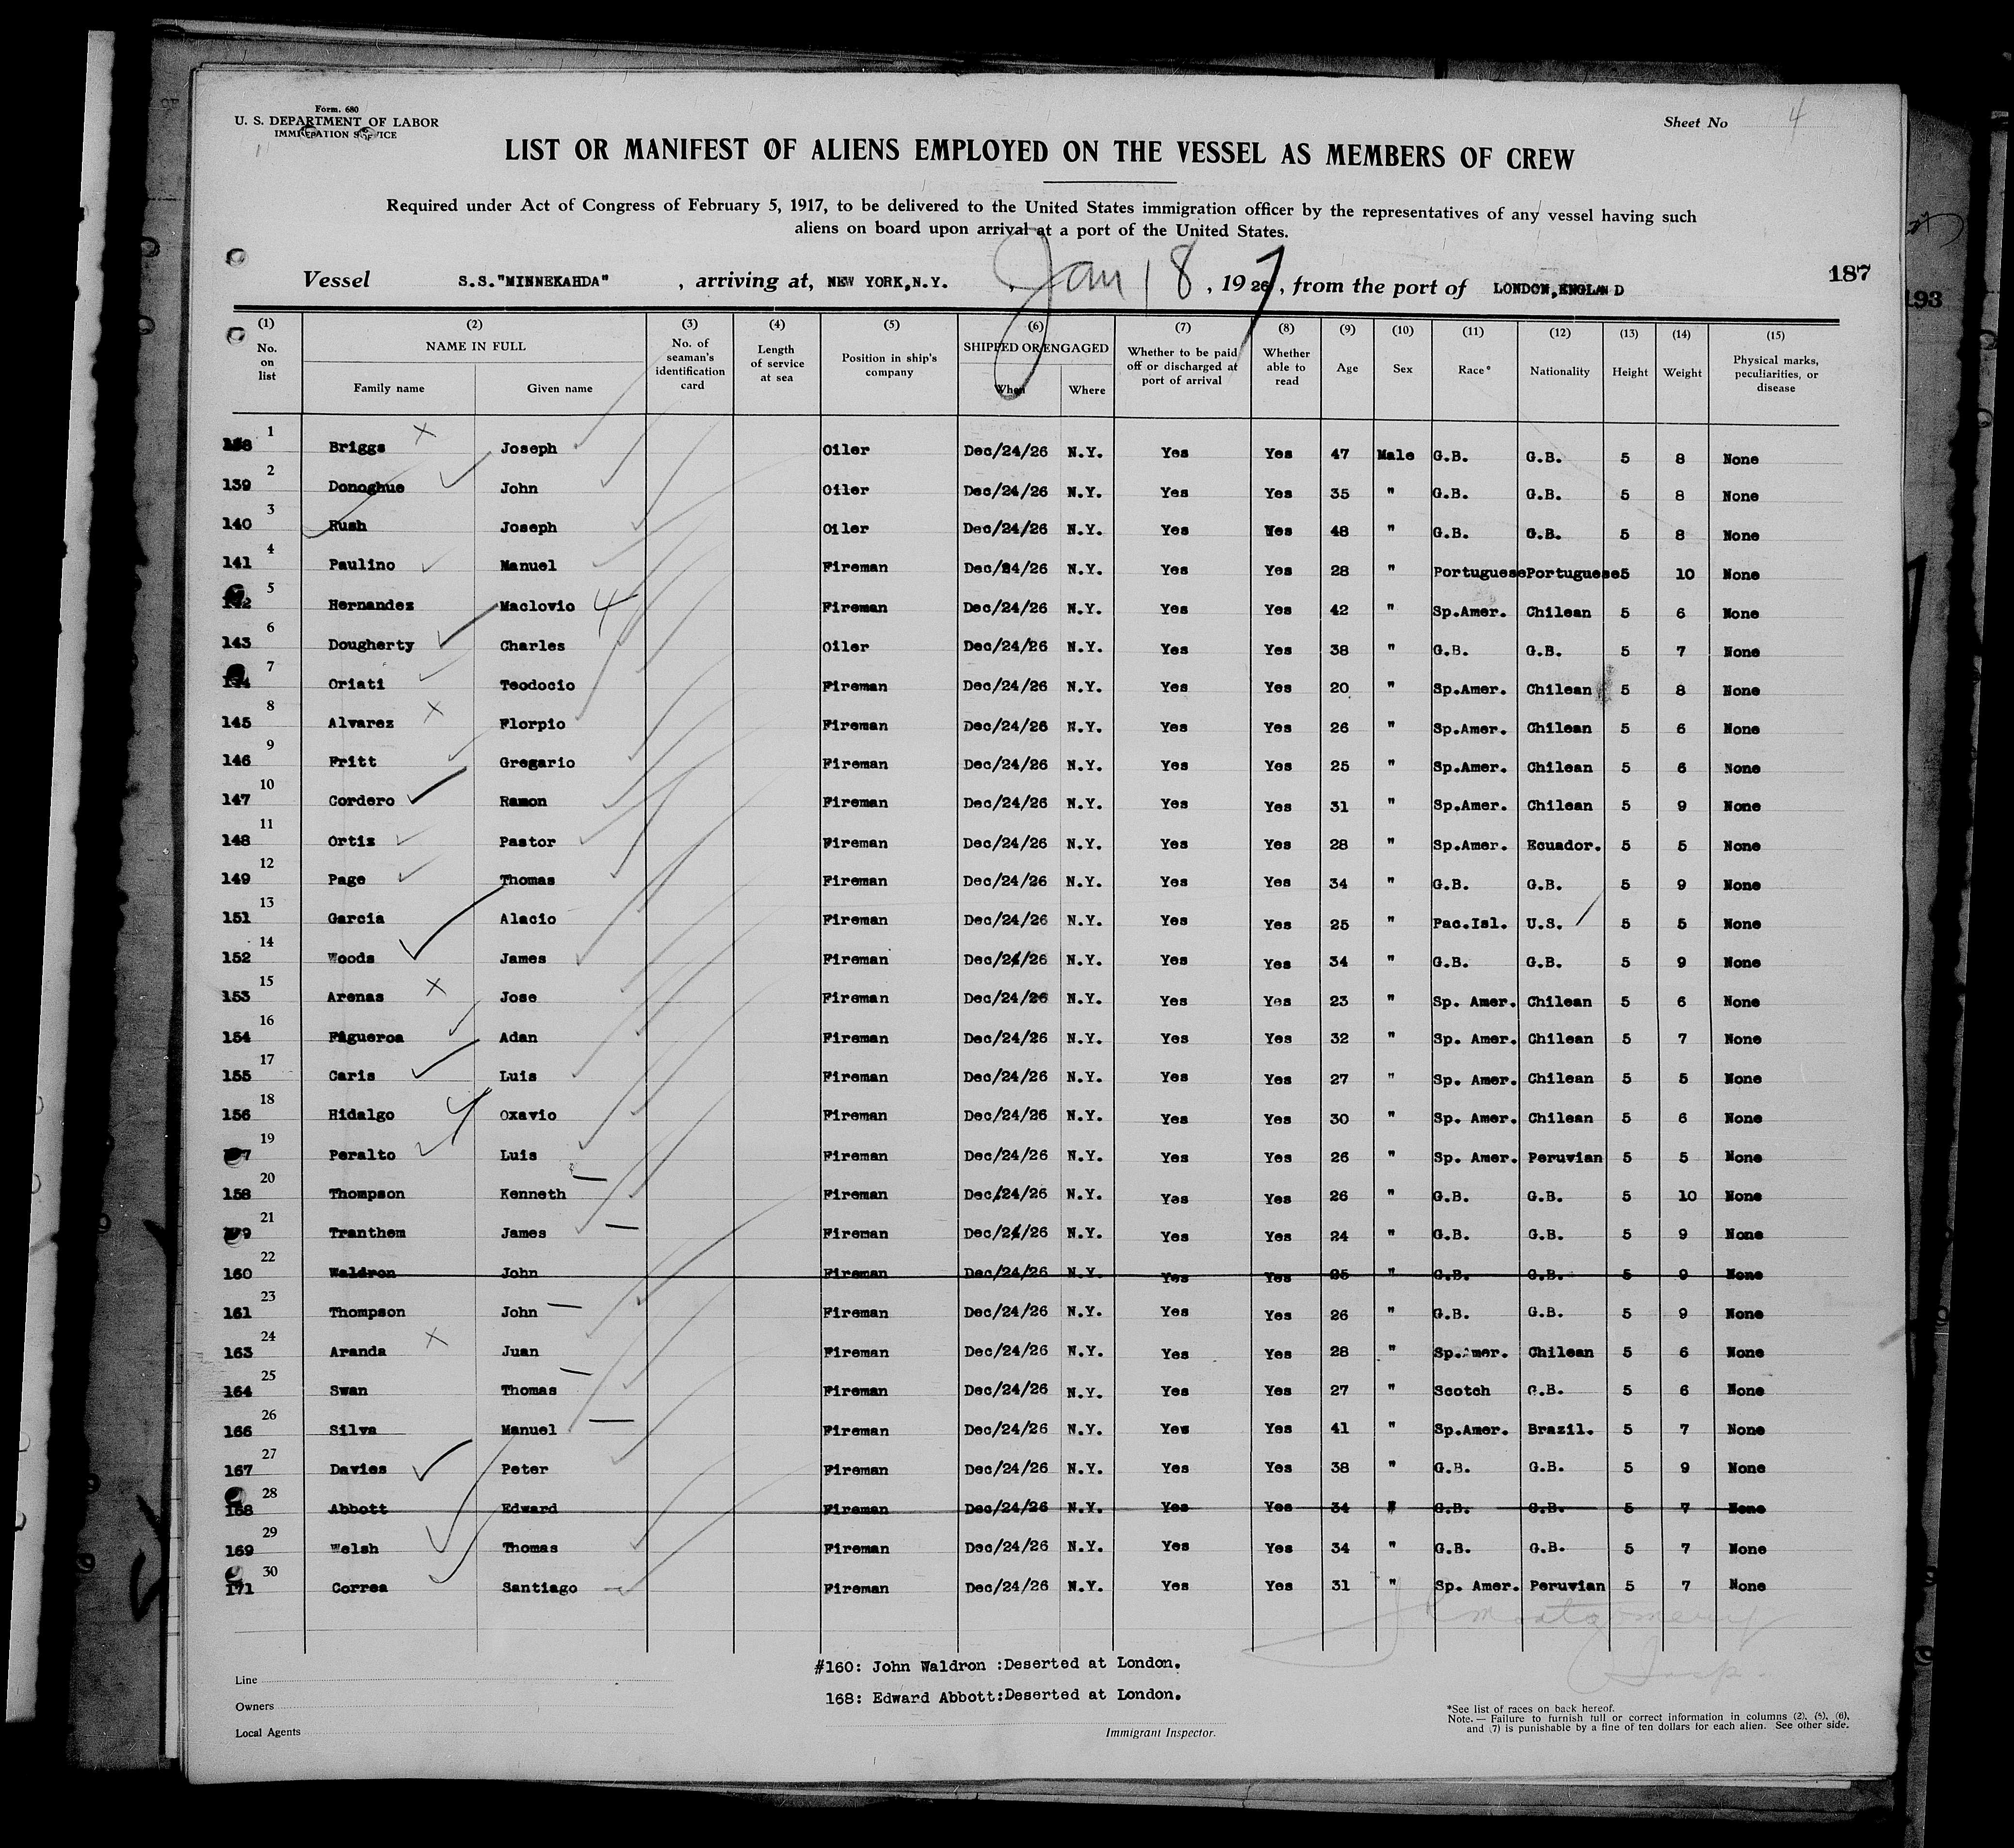 Form. 680
U. S. DEPARTMENT OF LABOR
IMMIGRATION SERVICE
Sheet No 4
LIST OR MANIFEST OF ALIENS EMPLOYED ON THE VESSEL AS MEMBERS OF CREW
Required under Act of Congress of February 5, 1917, to be delivered to the United States immigration officer by the representatives of any vessel having such
aliens on board upon arrival at a port of the United States.
Vessel S.S."MINNEKAHDA" , arriving at, NEW YORK,N.Y. , Jan 18 , 1926 7, from the port of LONDON,ENGLAND 187
193
(1) (2) (3) (4) (5) (6) (7) (8) (9) (10) (11) (12) (13) (14) (15)
No. on list NAME IN FULL Family name Given name No. of seaman's identification card Length of service at sea Position in ship's company SHIPPED OR ENGAGED When Where Whether to be paid off or discharged at port of arrival Whether able to read Age Sex Race* Nationality Height Weight Physical marks, peculiarities, or disease
138 1 Briggs Joseph Oiler Dec/24/26 N.Y. Yes Yes 47 Male G.B. G.B. 5 8 None
139 2 Donoghue John Oiler Dec/24/26 N.Y. Yes Yes 35 " G.B. G.B. 5 8 None
140 3 Rush Joseph Oiler Dec/24/26 N.Y. Yes Yes 48 " G.B. G.B. 5 8 None
141 4 Paulino Manuel Fireman Dec/24/26 N.Y. Yes Yes 28 " Portuguese Portuguese 5 10 None
142 5 Hernandez Maclovio Fireman Dec/24/26 N.Y. Yes Yes 42 " Sp.Amer. Chilean 5 6 None
143 6 Dougherty Charles Oiler Dec/24/26 N.Y. Yes Yes 38 " G.B. G.B. 5 7 None
144 7 Oriati Teodocio Fireman Dec/24/26 N.Y. Yes Yes 20 " Sp.Amer. Chilean 5 8 None
145 8 Alvarez Florpio Fireman Dec/24/26 N.Y. Yes Yes 26 " Sp.Amer. Chilean 5 6 None
146 9 Fritt Gregario Fireman Dec/24/26 N.Y. Yes Yes 25 " Sp.Amer. Chilean 5 6 None
147 10 Cordero Ramon Fireman Dec/24/26 N.Y. Yes Yes 31 " Sp.Amer. Chilean 5 9 None
148 11 Ortiz Pastor Fireman Dec/24/26 N.Y. Yes Yes 28 " Sp.Amer. Ecuador. 5 5 None
149 12 Page Thomas Fireman Dec/24/26 N.Y. Yes Yes 34 " G.B. G.B. 5 9 None
151 13 Garcia Alacio Fireman Dec/24/26 N.Y. Yes Yes 25 " Pac.Isl. U.S. 5 5 None
152 14 Woods James Fireman Dec/24/26 N.Y. Yes Yes 34 " G.B. G.B. 5 9 None
153 15 Arenas Jose Fireman Dec/24/26 N.Y. Yes Yes 23 " Sp. Amer. Chilean 5 6 None
154 16 Figueroa Adan Fireman Dec/24/26 N.Y. Yes Yes 32 " Sp. Amer. Chilean 5 7 None
155 17 Caris Luis Fireman Dec/24/26 N.Y. Yes Yes 27 " Sp. Amer. Chilean 5 5 None
156 18 Hidalgo Oxavio Fireman Dec/24/26 N.Y. Yes Yes 30 " Sp. Amer. Chilean 5 6 None
157 19 Peralto Luis Fireman Dec/24/26 N.Y. Yes Yes 26 " Sp. Amer. Peruvian 5 5 None
158 20 Thompson Kenneth Fireman Dec/24/26 N.Y. Yes Yes 26 " G.B. G.B. 5 10 None
159 21 Tranthem James Fireman Dec/24/26 N.Y. Yes Yes 24 " G.B. G.B. 5 9 None
160 22 Waldron John Fireman Dec/24/26 N.Y. Yes Yes 25 " G.B. G.B. 5 9 None
161 23 Thompson John Fireman Dec/24/26 N.Y. Yes Yes 26 " G.B. G.B. 5 9 None
163 24 Aranda Juan Fireman Dec/24/26 N.Y. Yes Yes 28 " Sp.Amer. Chilean 5 6 None
164 25 Swan Thomas Fireman Dec/24/26 N.Y. Yes Yes 27 " Scotch G.B. 5 6 None
166 26 Silva Manuel Fireman Dec/24/26 N.Y. Yes Yes 41 " Sp.Amer. Brazil. 5 7 None
167 27 Davies Peter Fireman Dec/24/26 N.Y. Yes Yes 38 " G.B. G.B. 5 9 None
168 28 Abbott Edward Fireman Dec/24/26 N.Y. Yes Yes 34 " G.B. G.B. 5 7 None
169 29 Welsh Thomas Fireman Dec/24/26 N.Y. Yes Yes 34 " G.B. G.B. 5 7 None
171 30 Correa Santiago Fireman Dec/24/26 N.Y. Yes Yes 31 " Sp. Amer. Peruvian 5 7 None
Montgomery
Insp.
#160: John Waldron :Deserted at London.
168: Edward Abbott:Deserted at London.
Line
Owners
Local Agents
Immigrant Inspector.
*See list of races on back hereof.
Note.— Failure to furnish full or correct information in columns (2), (5), (6),
and (7) is punishable by a fine of ten dollars for each alien. See other side.